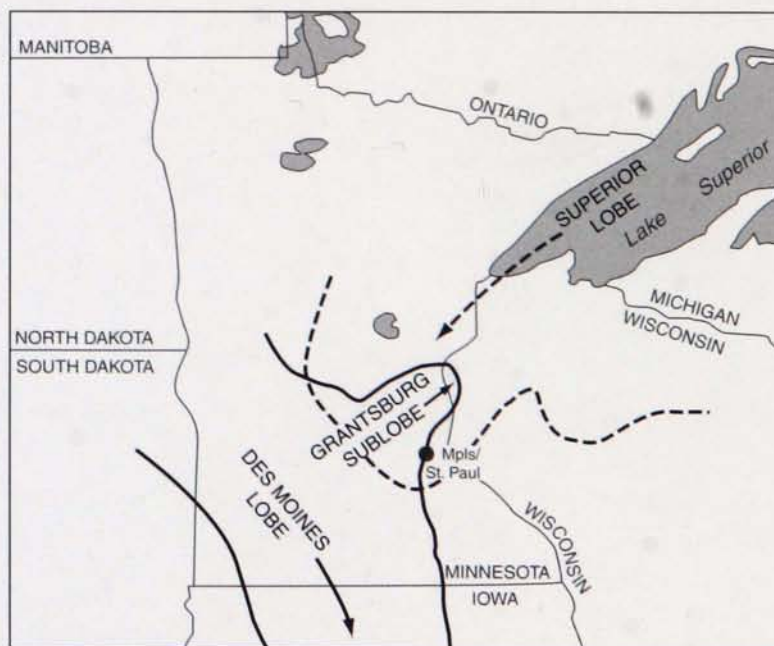 MANITOBA
ONTARIO
SUPERIOR
LOBE
Lake Superior
MICHIGAN
WISCONSIN
NORTH DAKOTA
SOUTH DAKOTA
GRANTSBURG
SUBLOBE
Mpls/
St. Paul
DES MOINES
LOBE
WISCONSIN
MINNESOTA
IOWA